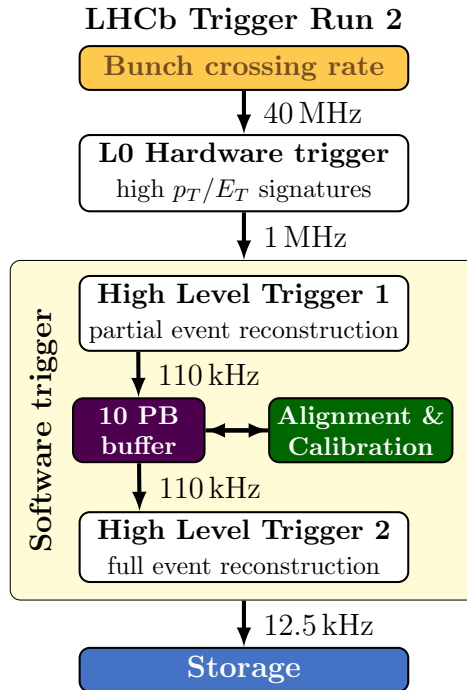 LHCb Trigger Run 2
Bunch crossing rate
40 MHz
L0 Hardware trigger
high p_T/E_T signatures
1 MHz
Software trigger
High Level Trigger 1
partial event reconstruction
110 kHz
10 PB
buffer
Alignment &
Calibration
110 kHz
High Level Trigger 2
full event reconstruction
12.5 kHz
Storage